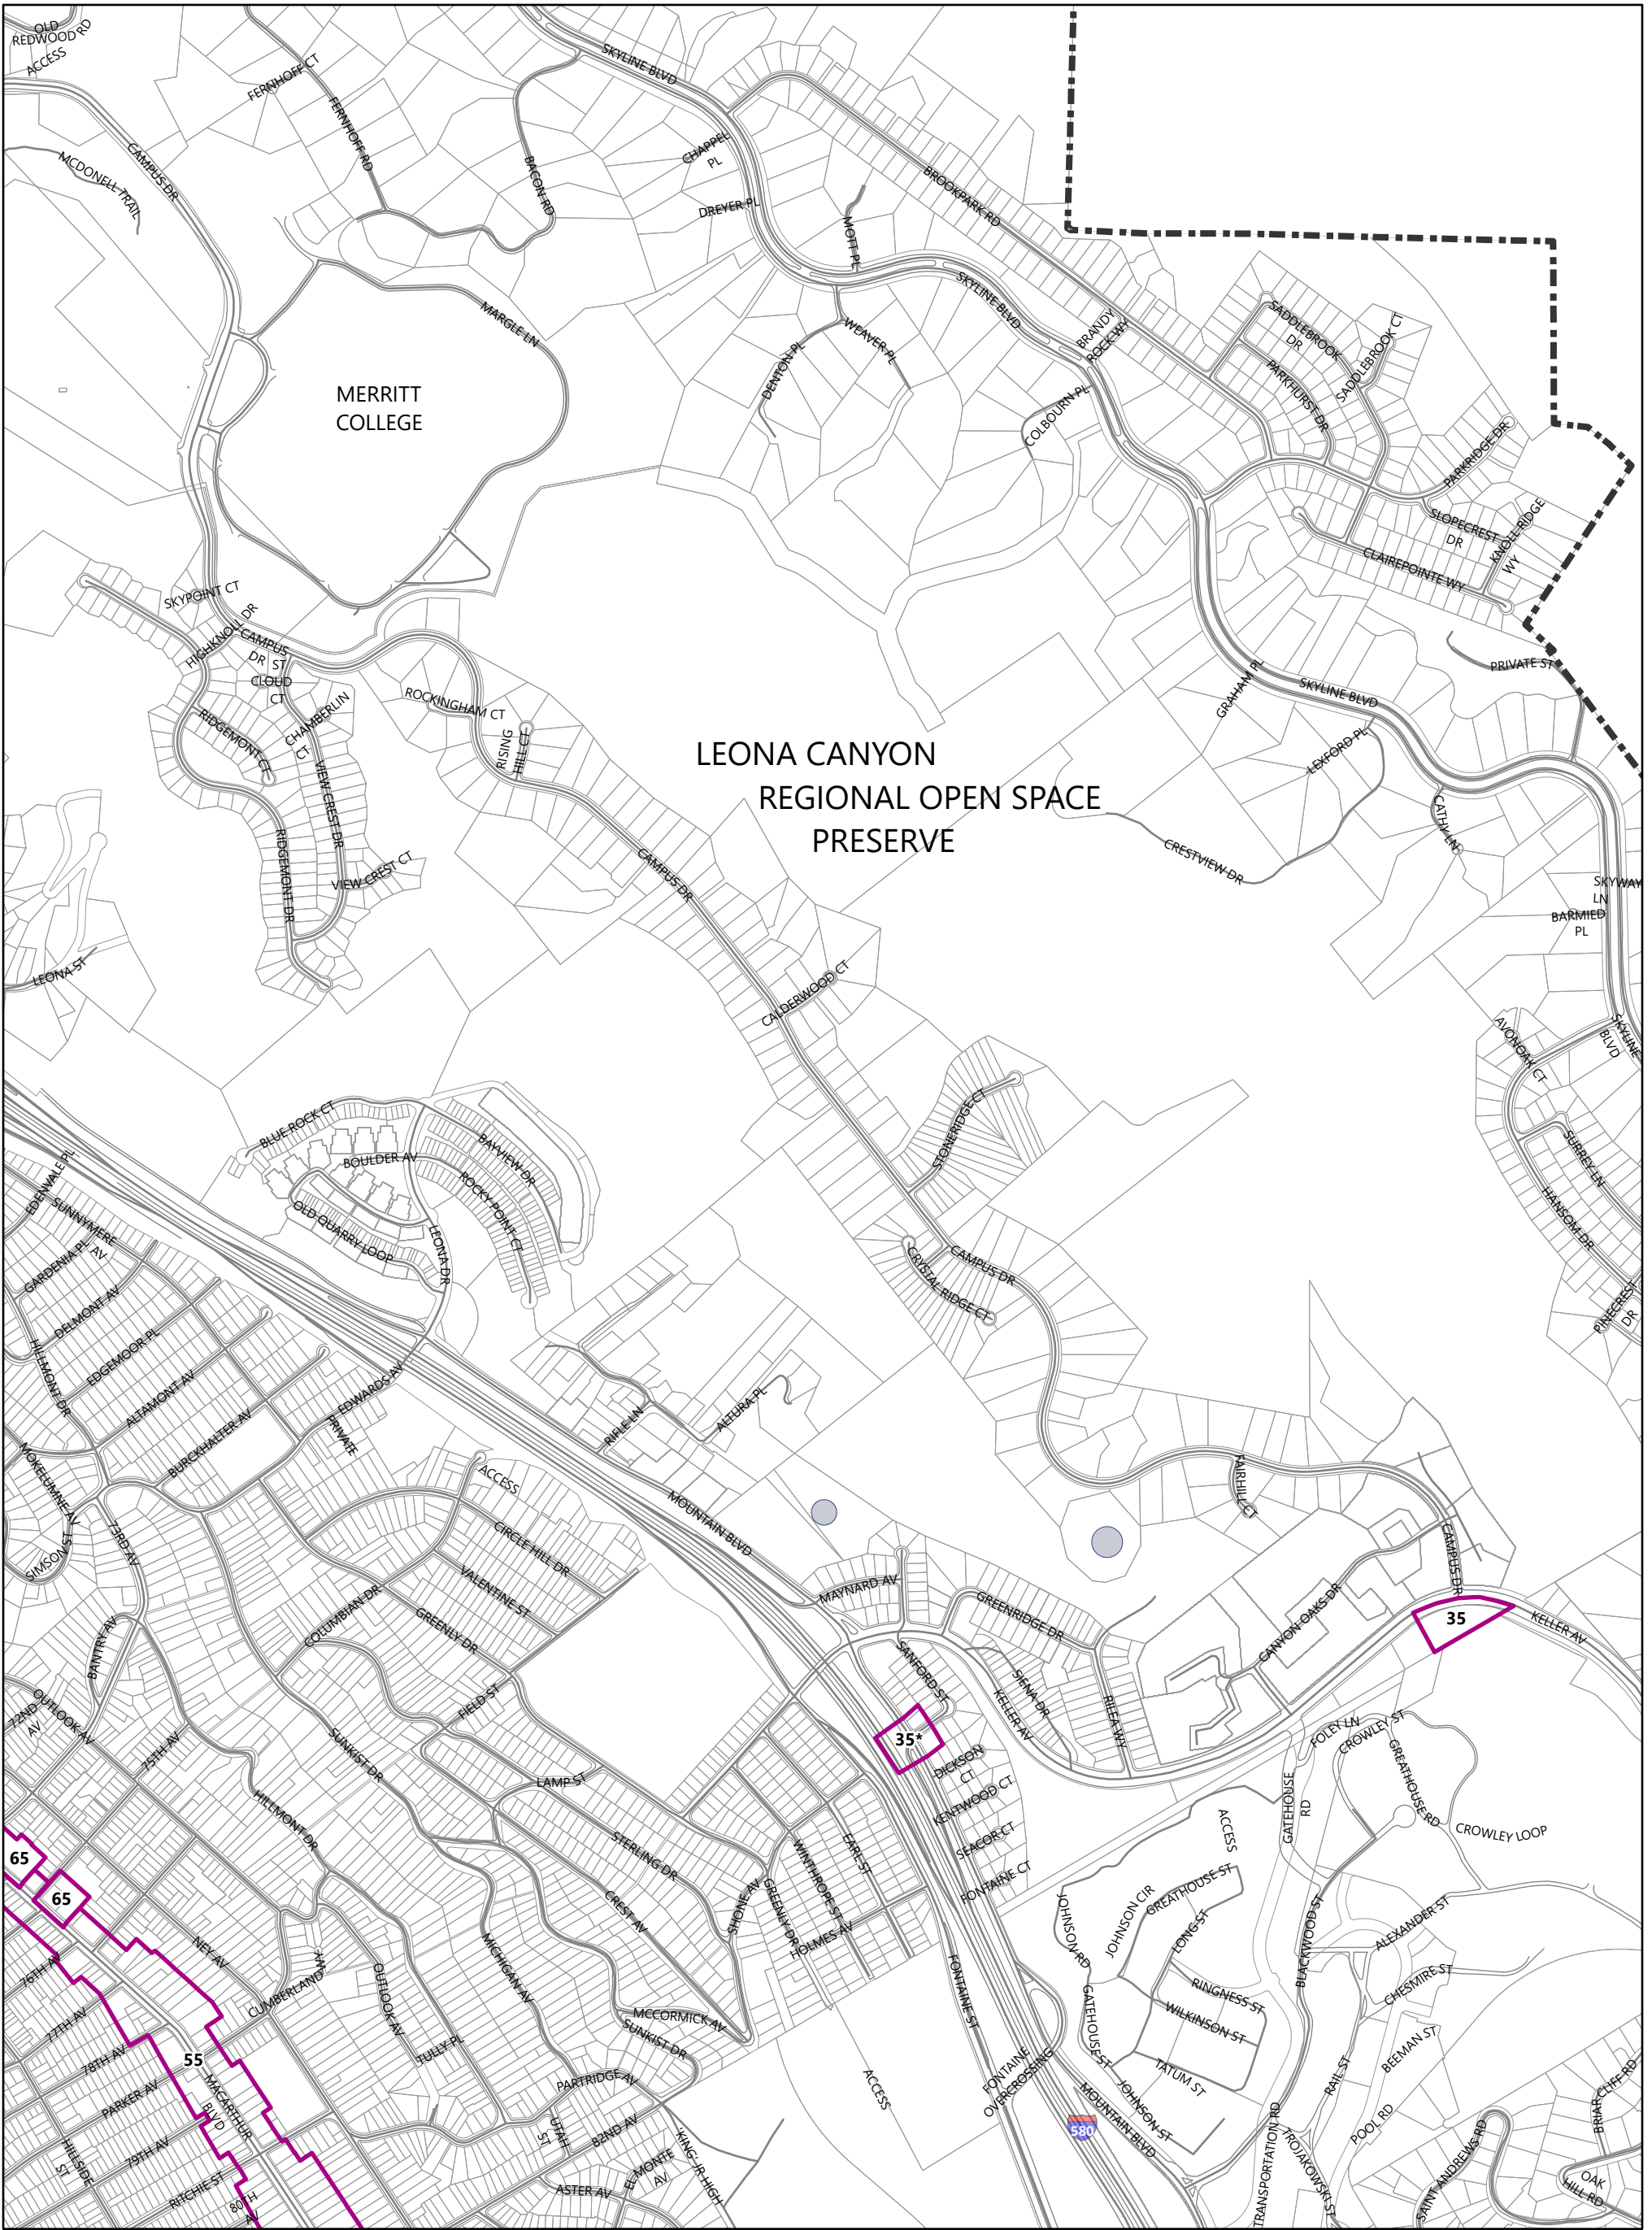 OLD
REDWOOD RD
ACCESS
FERNHOFF CT
SKYLINE BLVD
CAMPUS DR
MCDONELL TRAIL
FERNHOFF RD
BACON RD
CHAPPEL
PL
DREYER PL
BROOKPARK RD
MOTT PL
SKYLINE BLVD
MARGLE LN
WEAVER PL
DENTON PL
BRANDY
ROCK WY
SADDLEBROOK
DR
SADDLEBROOK CT
PARKHURST DR
COLBOURN PL
MERRITT
COLLEGE
PARKRIDGE DR
SLOPECREST
DR
KNOLL RIDGE
WY
CLAIREPOINTE WY
SKYPOINT CT
HIGHKNOLL DR
CAMPUS
DR
ST
CLOUD
CT
CHAMBERLIN
CT
ROCKINGHAM CT
RISING
HILL CT
RIDGEMONT CT
VIEW CREST DR
RIDGEMONT DR
VIEW CREST CT
GRAHAM PL
SKYLINE BLVD
PRIVATE ST
LEXFORD PL
CATHY LN
CRESTVIEW DR
LEONA CANYON
REGIONAL OPEN SPACE
PRESERVE
CAMPUS DR
SKYWAY
LN
BARMIED
PL
LEONA ST
CALDERWOOD CT
AVONOAK CT
SKYLINE
BLVD
STONERIDGE CT
SURREY LN
HANSOM DR
PINECREST
DR
BLUE ROCK CT
BOULDER AV
BAYVIEW DR
ROCKY POINT CT
OLD QUARRY LOOP
LEONA DR
EDENVALE PL
SUNNYMERE
AV
GARDENIA PL
DELMONT AV
EDGEMOOR PL
HILLMONT DR
ALTAMONT AV
BURCKHALTER AV
EDWARDS AV
PRIVATE
CRYSTAL RIDGE CT
CAMPUS DR
RIFLE LN
ALTURA PL
MOKELUMNE AV
SIMSON ST
73RD AV
ACCESS
CIRCLE HILL DR
VALENTINE ST
COLUMBIAN DR
GREENLY DR
MOUNTAIN BLVD
MAYNARD AV
FAIRHILL CT
CAMPUS DR
35
KELLER AV
GREENRIDGE DR
CANYON OAKS DR
SANFORD ST
SIENA DR
KELLER AV
RILEA WY
BANTRY AV
OUTLOOK AV
72ND
AV
75TH AV
FIELD ST
SUNKIST DR
LAMP ST
35*
DICKSON
CT
KENTWOOD CT
SEACOR CT
FONTAINE CT
FOLEY LN
CROWLEY ST
GREATHOUSE RD
CROWLEY LOOP
GATEHOUSE
RD
ACCESS
HILLMONT DR
STERLING DR
CREST AV
WINTHROPE ST
EARL ST
SHONE AV
GREENLY DR
HOLMES AV
65
65
JOHNSON RD
JOHNSON CIR
GREATHOUSE ST
LONG ST
BLACKWOOD ST
ALEXANDER ST
CHESMIRE ST
RINGNESS ST
WILKINSON ST
TATUM ST
GATEHOUSE ST
JOHNSON ST
76TH AV
77TH AV
78TH AV
NEY AV
CUMBERLAND
WY
OUTLOOK AV
MICHIGAN AV
MCCORMICK AV
SUNKIST DR
TULLY PL
FONTAINE ST
55
MACARTHUR
BLVD
PARKER AV
79TH AV
HILLSIDE
ST
RITCHIE ST
80TH
AV
PARTRIDGE AV
UTAH
ST
82ND AV
ASTER AV
EL MONTE
AV
KING JR HIGH
ACCESS
FONTAINE
OVERCROSSING
580
MOUNTAIN BLVD
BEEMAN ST
RAIL ST
POOL RD
TRANSPORTATION RD
TROJAKOWSKI ST
SAINT ANDREWS RD
BRIAR CLIFF RD
OAK
HILL RD